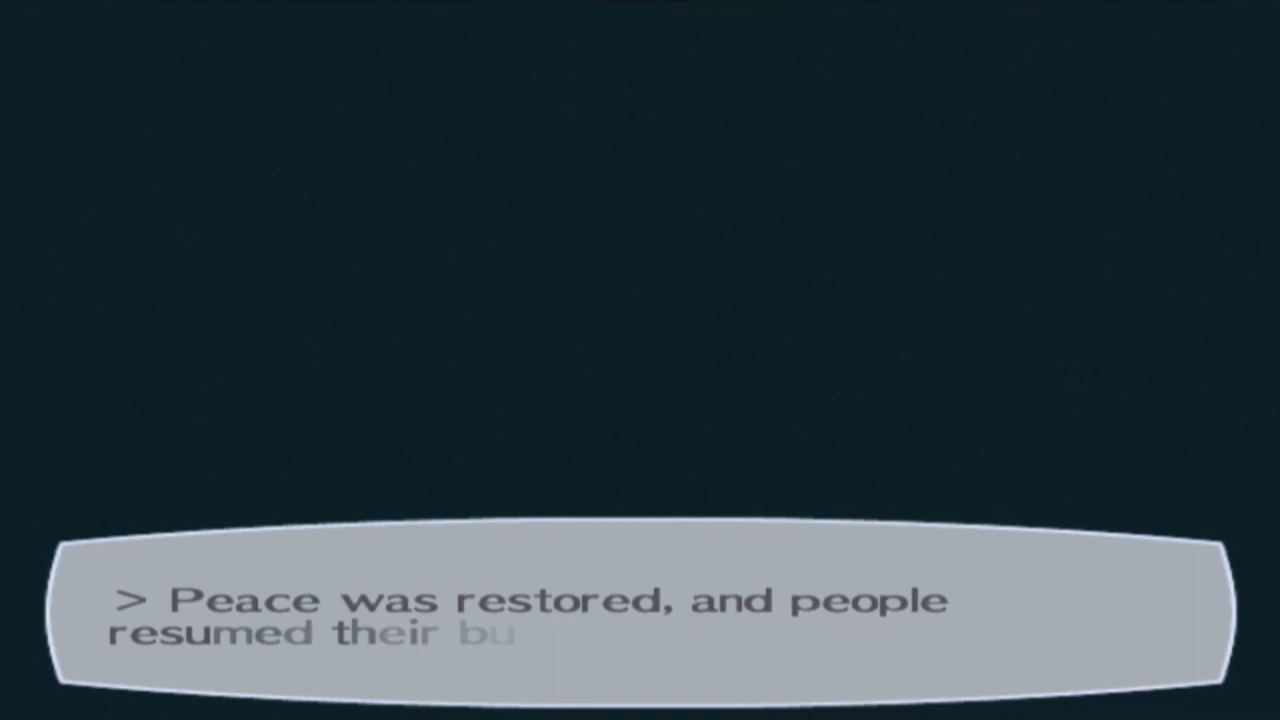 > Peace was restored, and people
resumed their bu